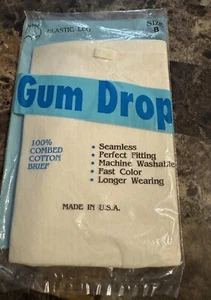 ELASTIC LEG
SIZE
8
Gum Drop
100%
COMBED
COTTON
BRIEF
• Seamless
• Perfect Fitting
• Machine Washable
• Fast Color
• Longer Wearing
MADE IN U.S.A.